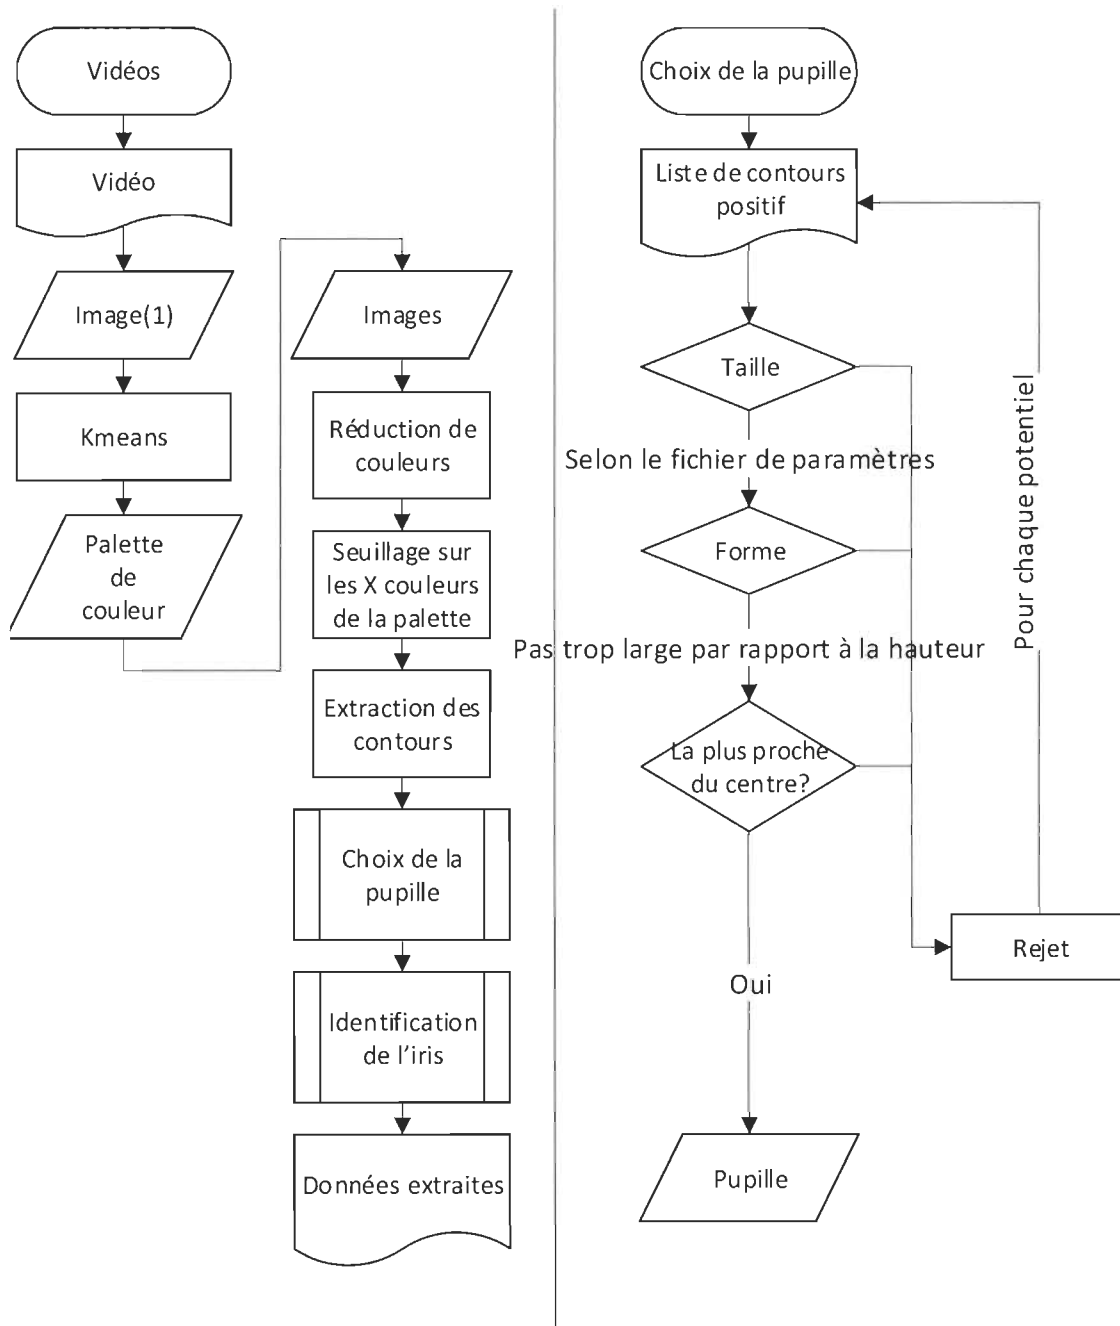 Vidéos
Vidéo
Image(1)
Kmeans
Palette
de
couleur
Images
Réduction de
couleurs
Seuillage sur
les X couleurs
de la palette
Extraction des
contours
Choix de la
pupille
Identification
de l'iris
Données extraites
Choix de la pupille
Liste de contours
positif
Taille
Selon le fichier de paramètres
Forme
Pas trop large par rapport à la hauteur
La plus proche
du centre?
Oui
Pupille
Rejet
Pour chaque potentiel